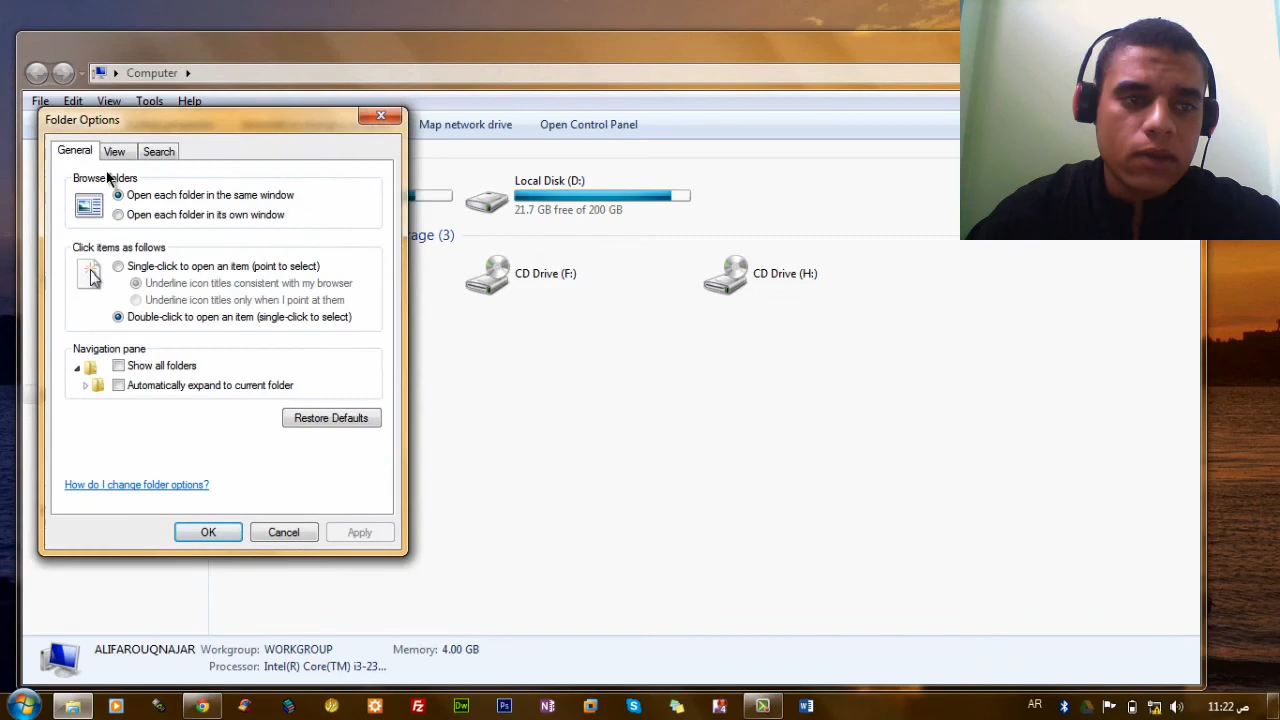 Computer
File Edit View Tools Help
Folder Options
Map network drive Open Control Panel
General View Search
Browse folders
Open each folder in the same window
Open each folder in its own window
Click items as follows
Single-click to open an item (point to select)
Underline icon titles consistent with my browser
Underline icon titles only when I point at them
Double-click to open an item (single-click to select)
Navigation pane
Show all folders
Automatically expand to current folder
Restore Defaults
How do I change folder options?
OK Cancel Apply
Local Disk (D:)
21.7 GB free of 200 GB
rage (3)
CD Drive (F:) CD Drive (H:)
ALIFAROUQNAJAR Workgroup: WORKGROUP Memory: 4.00 GB
Processor: Intel(R) Core(TM) i3-23...
AR 11:22 ص